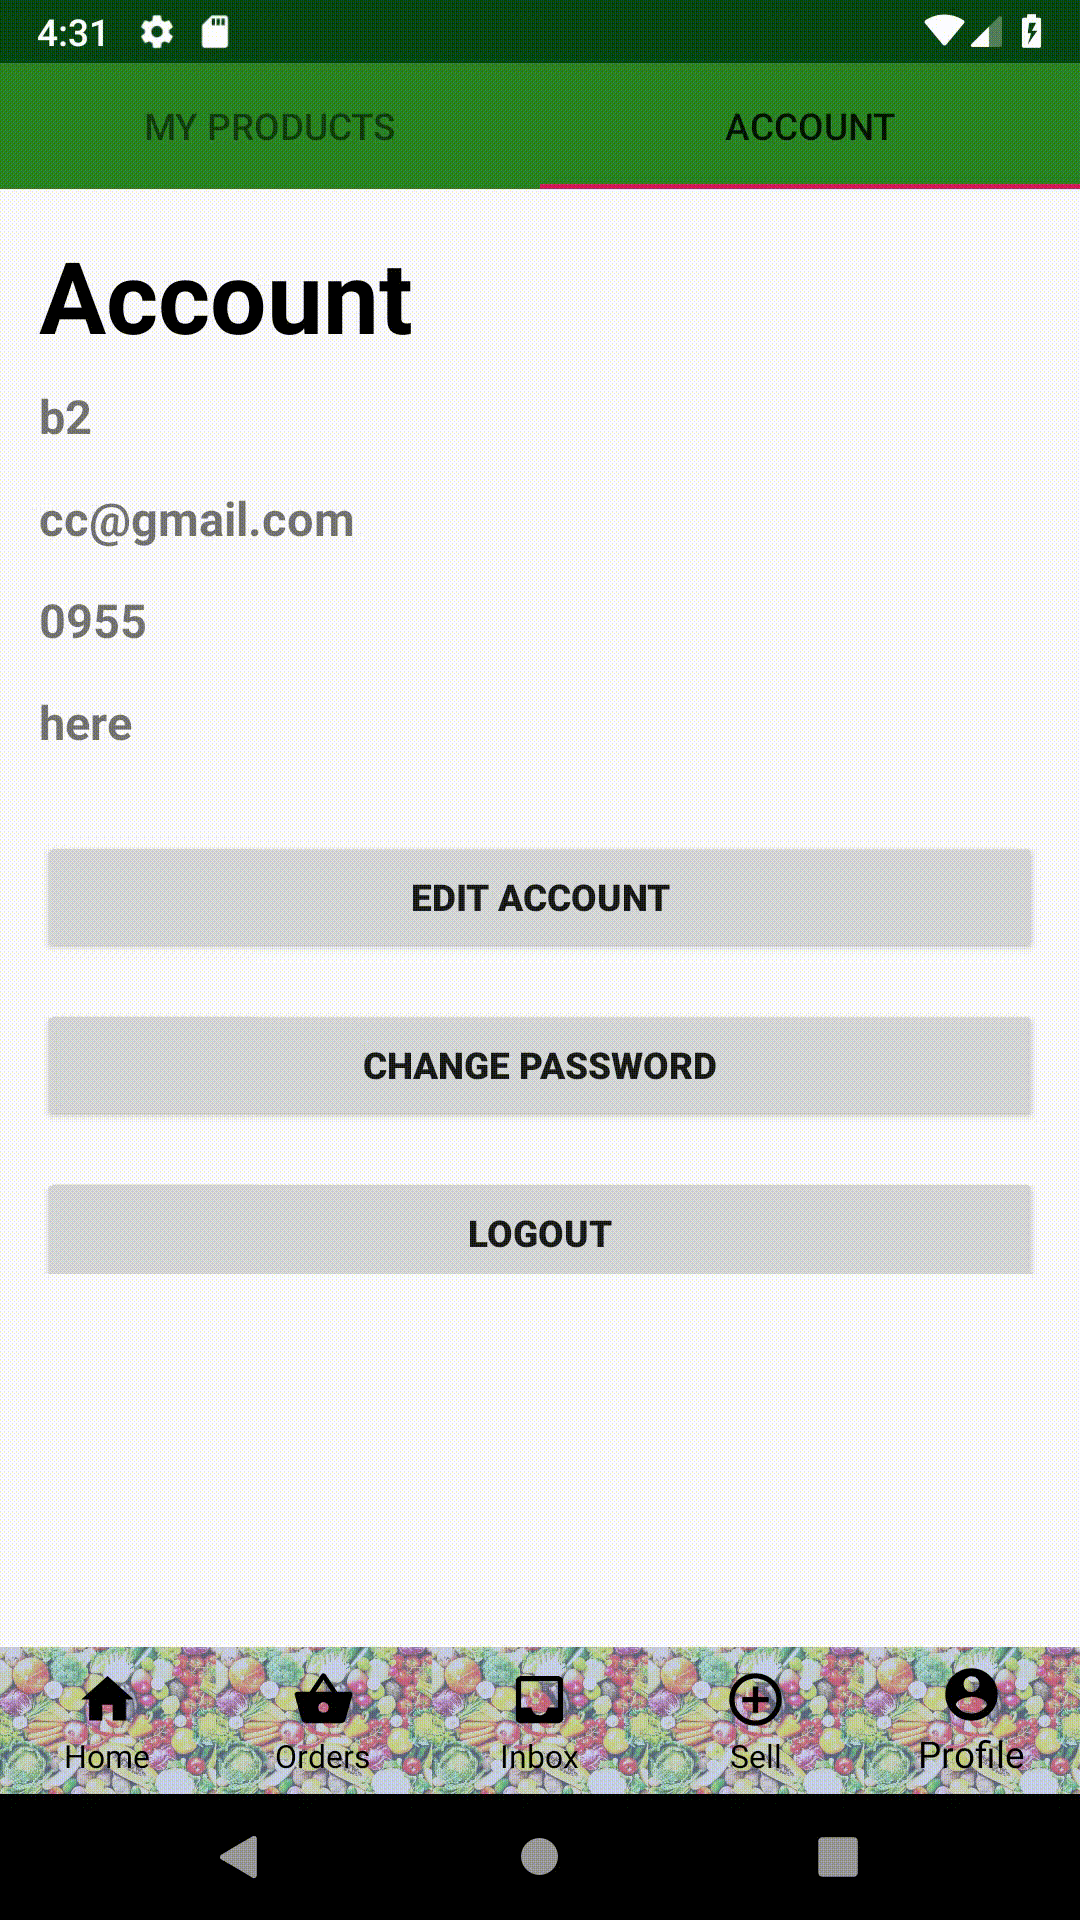 4:31
MY PRODUCTS ACCOUNT
Account
b2
cc@gmail.com
0955
here
EDIT ACCOUNT
CHANGE PASSWORD
LOGOUT
Home Orders Inbox Sell Profile